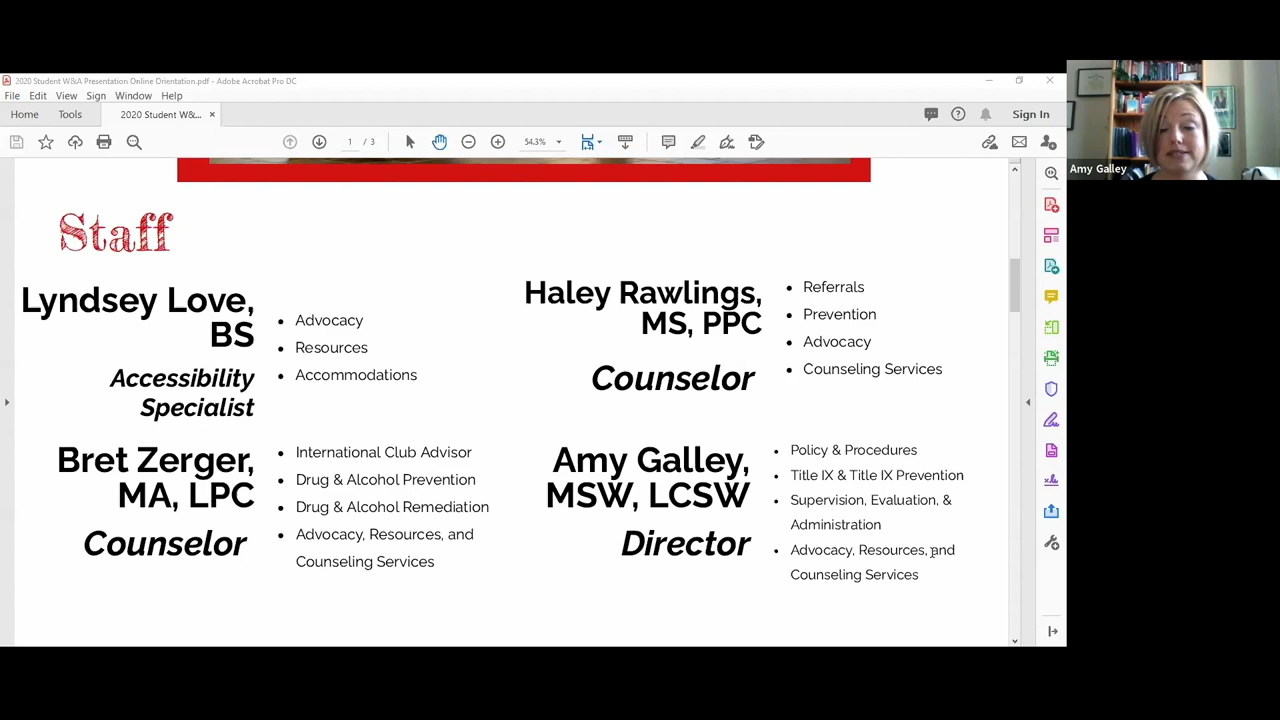 2020 Student W&A Presentation Online Orientation.pdf - Adobe Acrobat Pro DC
File Edit View Sign Window Help
Home Tools 2020 Student W&... × Sign In
1 / 3 54.3%
Amy Galley
Staff
Lyndsey Love,
BS
Accessibility
Specialist
• Advocacy
• Resources
• Accommodations
Haley Rawlings,
MS, PPC
Counselor
• Referrals
• Prevention
• Advocacy
• Counseling Services
Bret Zerger,
MA, LPC
Counselor
• International Club Advisor
• Drug & Alcohol Prevention
• Drug & Alcohol Remediation
• Advocacy, Resources, and
Counseling Services
Amy Galley,
MSW, LCSW
Director
• Policy & Procedures
• Title IX & Title IX Prevention
• Supervision, Evaluation, &
Administration
• Advocacy, Resources, and
Counseling Services